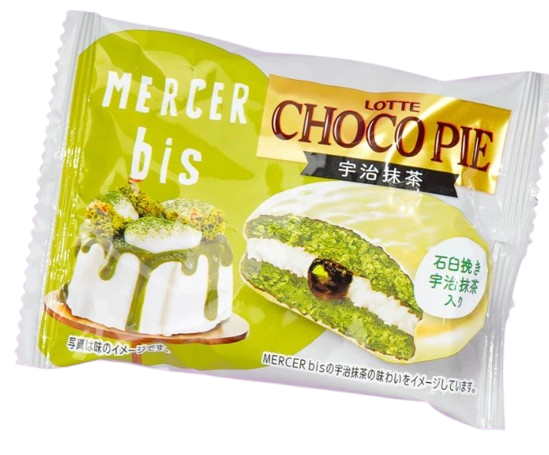 MERCER
bis
LOTTE
CHOCO PIE
宇治抹茶
石臼挽き
宇治抹茶
入り
写真は味のイメージです。
MERCER bisの宇治抹茶の味わいをイメージしています。